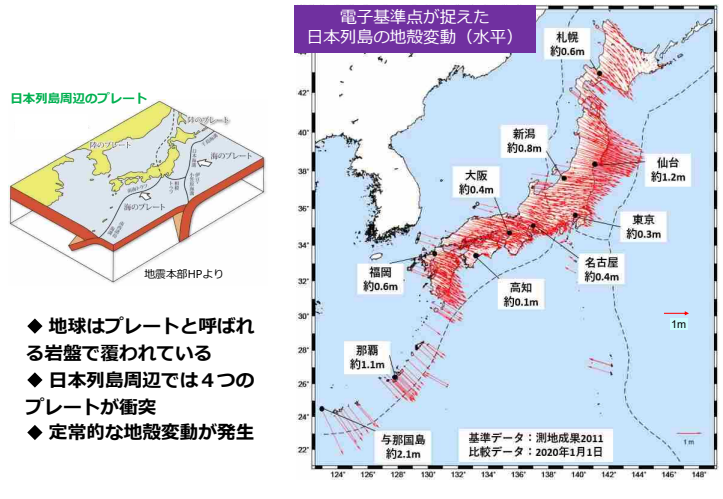 電子基準点が捉えた
日本列島の地殻変動（水平）
日本列島周辺のプレート
陸のプレート
陸のプレート
海のプレート
海のプレート
地震本部HPより
◆ 地球はプレートと呼ばれ
る岩盤で覆われている
◆ 日本列島周辺では４つの
プレートが衝突
◆ 定常的な地殻変動が発生
札幌
約0.6m
新潟
約0.8m
大阪
約0.4m
仙台
約1.2m
東京
約0.3m
名古屋
約0.4m
福岡
約0.6m
高知
約0.1m
那覇
約1.1m
与那国島
約2.1m
1m
1m
基準データ：測地成果2011
比較データ：2020年1月1日
42°
40°
38°
36°
34°
32°
30°
28°
26°
24°
22°
124° 126° 128° 130° 132° 134° 136° 138° 140° 142° 144° 146° 148°